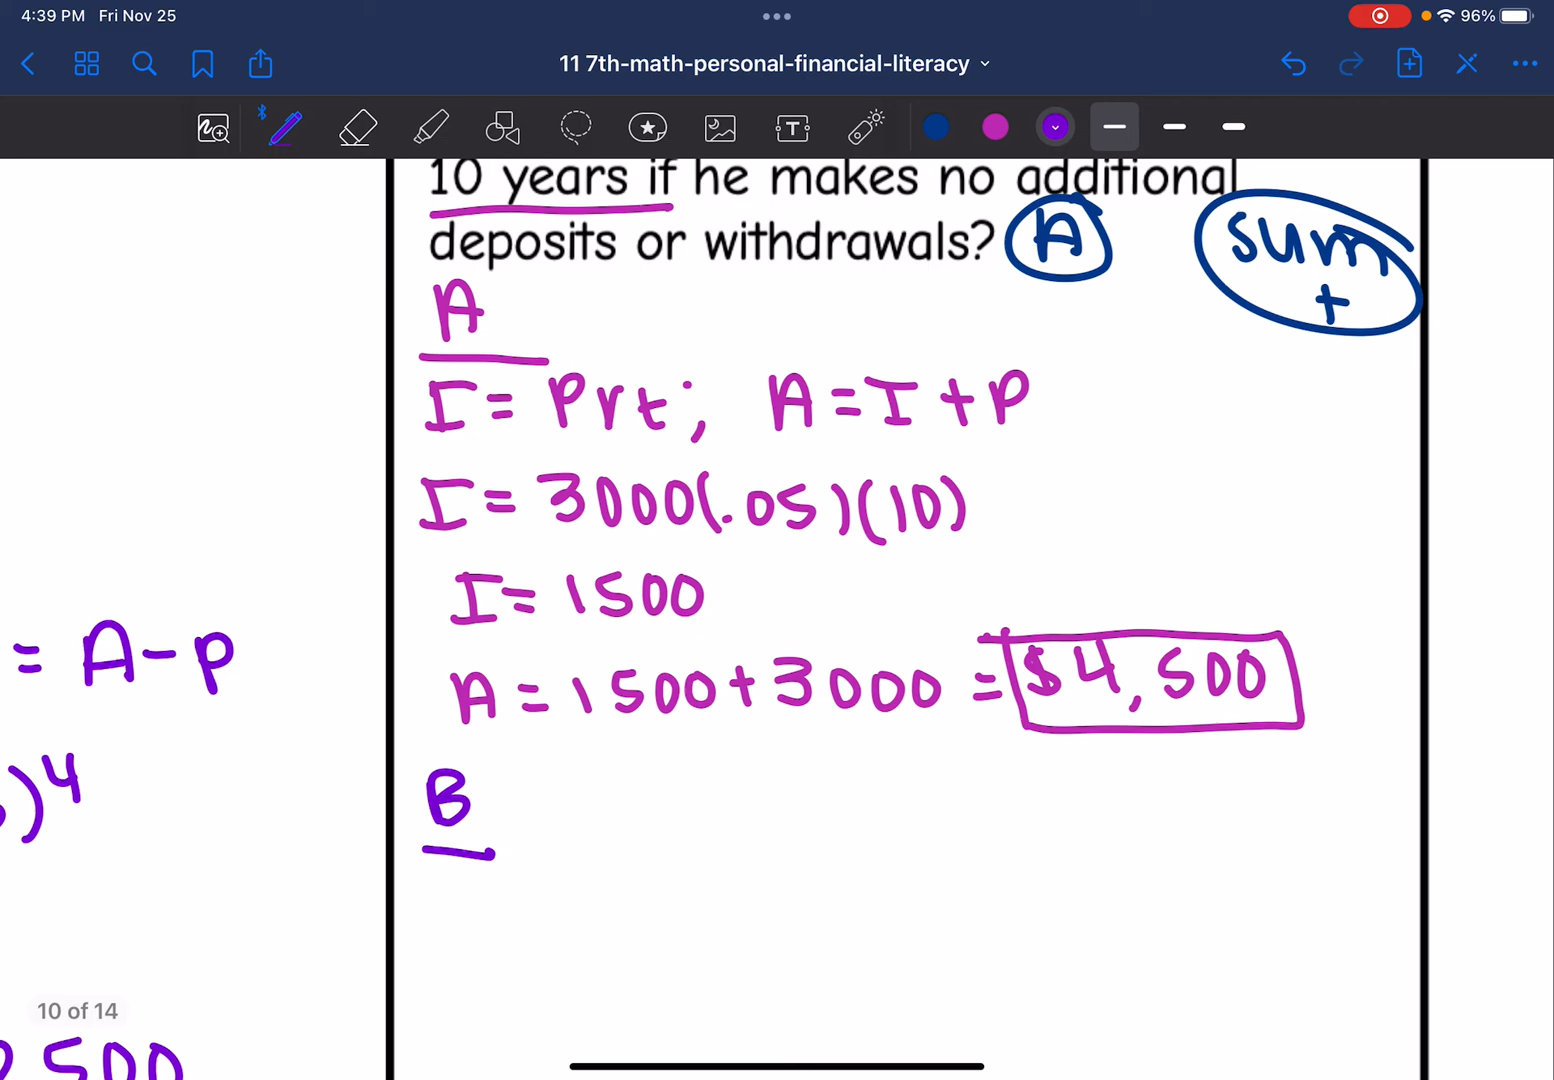 4:39 PM Fri Nov 25
96%
11 7th-math-personal-financial-literacy
T
10 years if he makes no additional
deposits or withdrawals? A
sum
+
A
I = Prt; A = I + P
I = 3000(.05)(10)
I = 1500
A = 1500 + 3000 = $4,500
= A - p
)^4
B
10 of 14
500